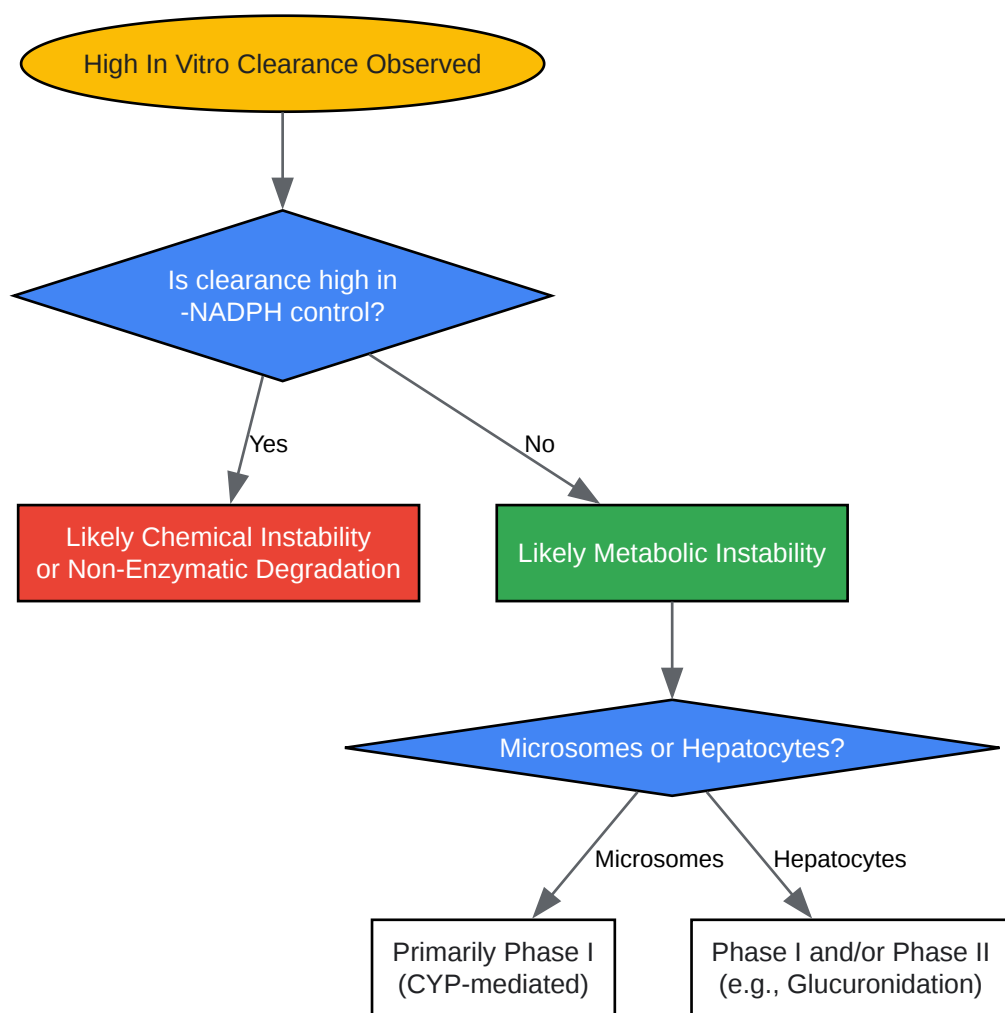 High In Vitro Clearance Observed
Is clearance high in
-NADPH control?
Yes
No
Likely Chemical Instability
or Non-Enzymatic Degradation
Likely Metabolic Instability
Microsomes or Hepatocytes?
Microsomes
Hepatocytes
Primarily Phase I
(CYP-mediated)
Phase I and/or Phase II
(e.g., Glucuronidation)